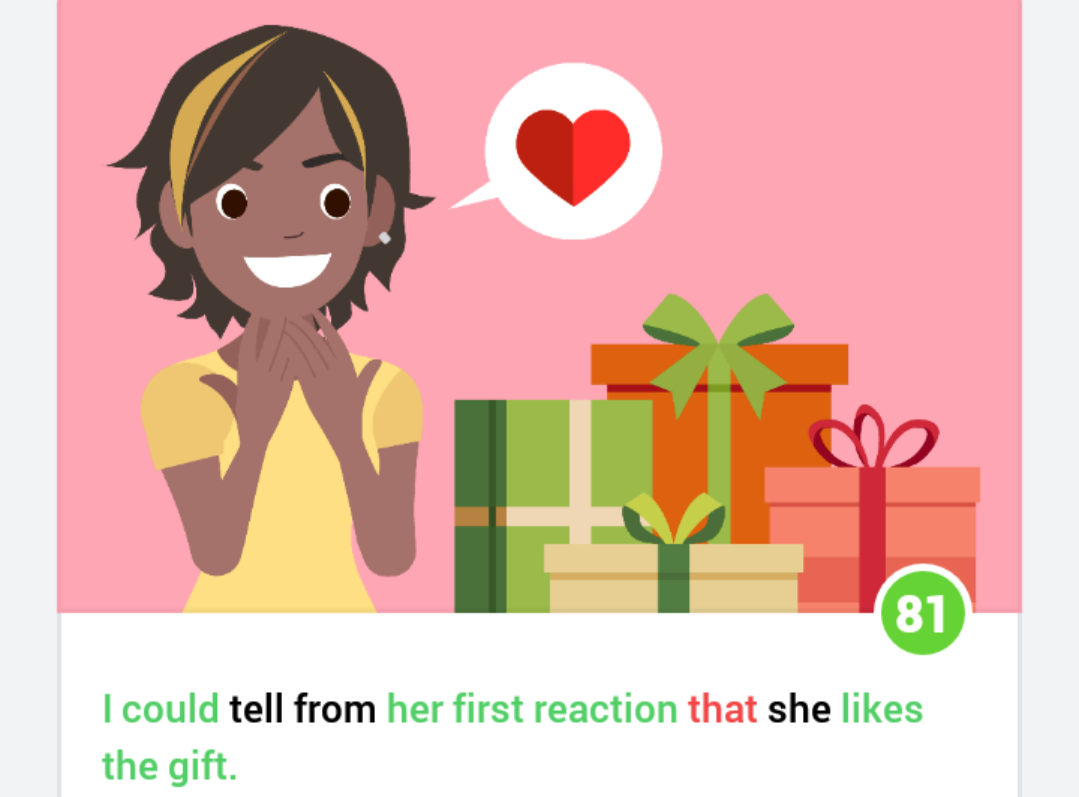 81
I could tell from her first reaction that she likes
the gift.